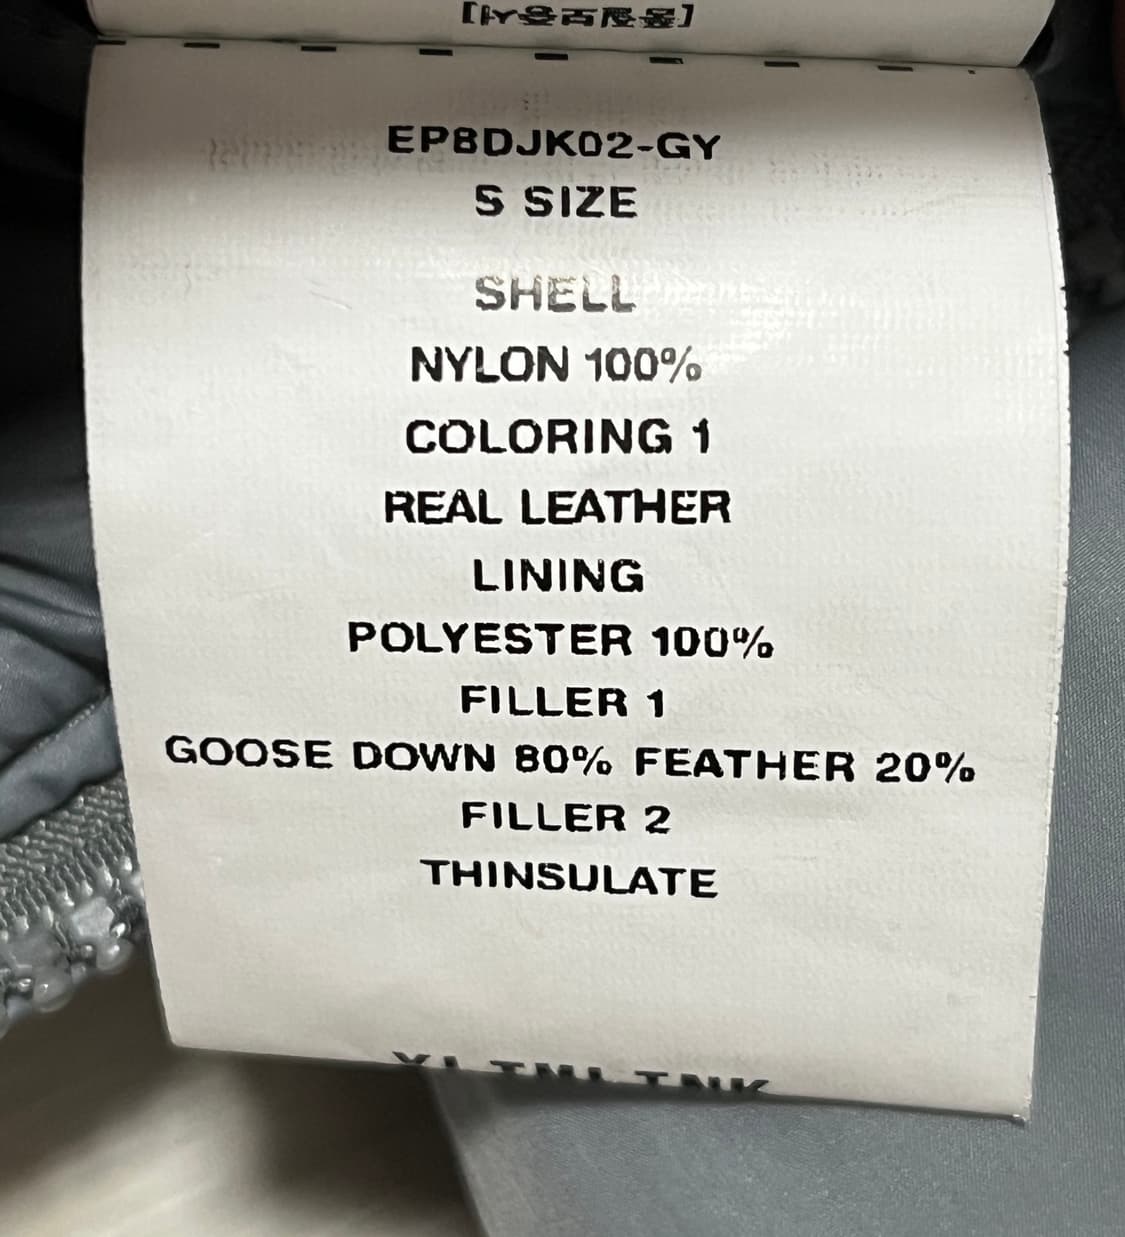 EP8DJK02-GY
S SIZE
SHELL
NYLON 100%
COLORING 1
REAL LEATHER
LINING
POLYESTER 100%
FILLER 1
GOOSE DOWN 80% FEATHER 20%
FILLER 2
THINSULATE